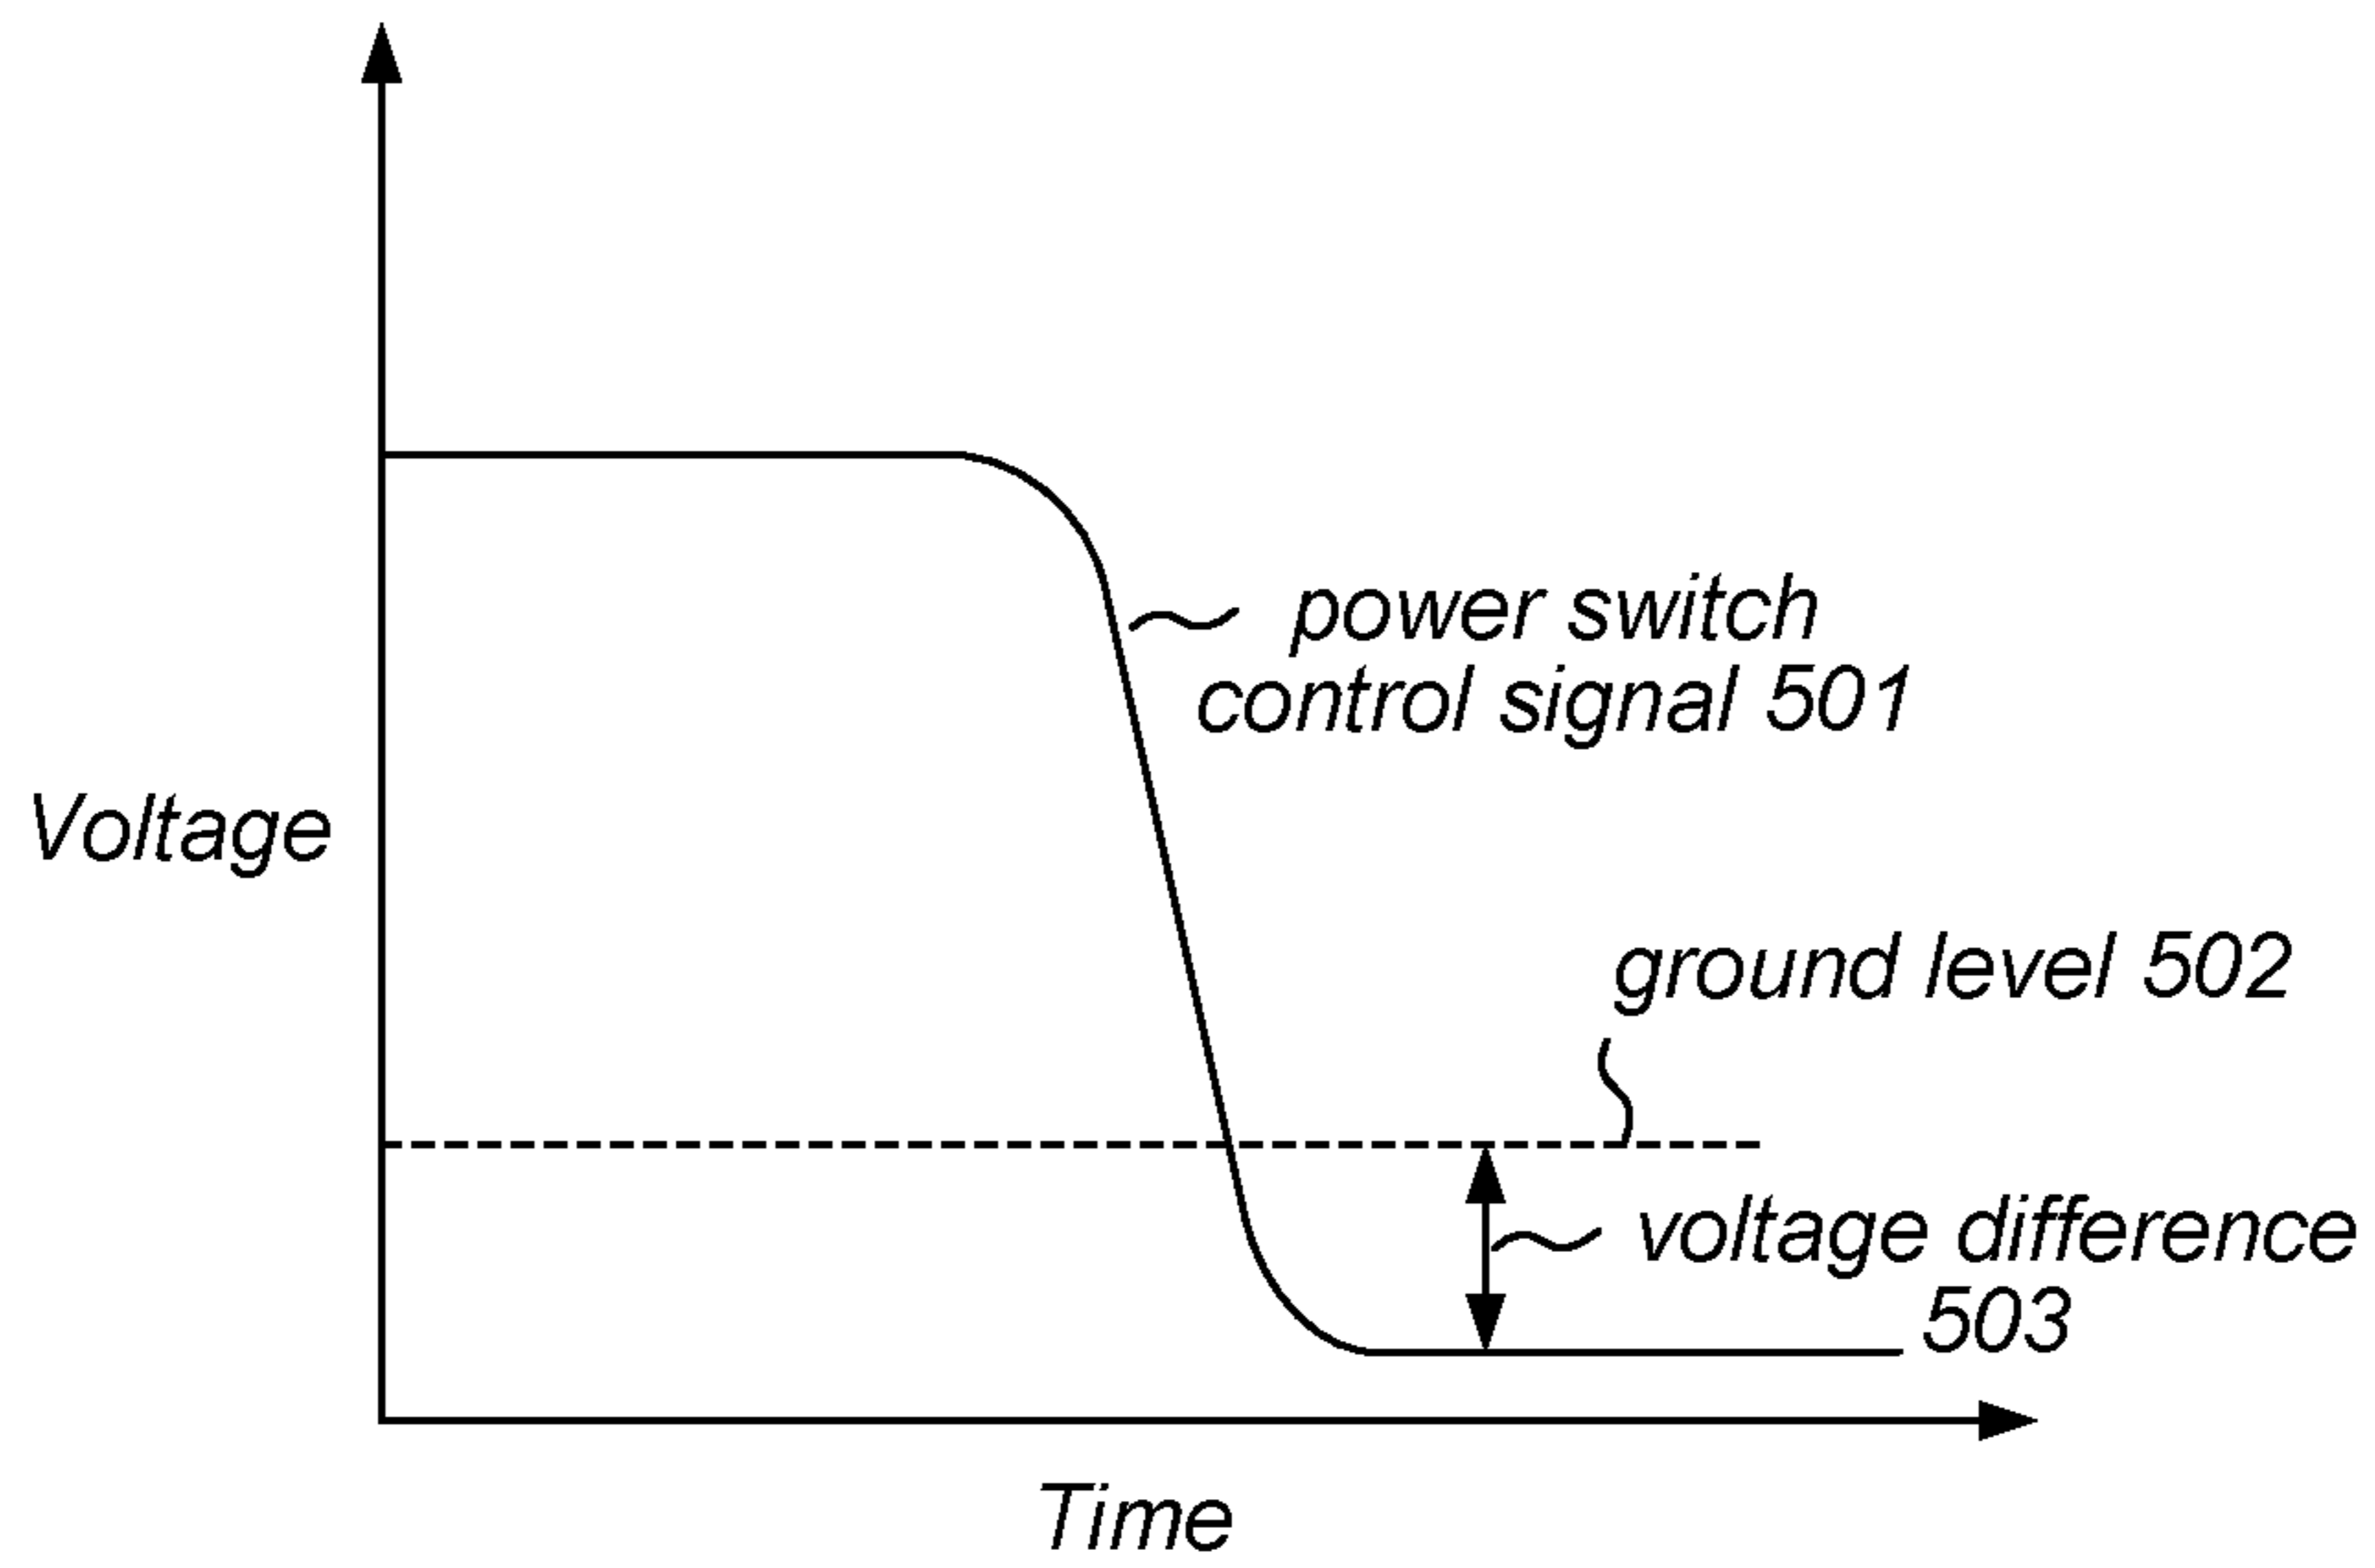 power switch
control signal 501
Voltage
ground level 502
voltage difference
503
Time